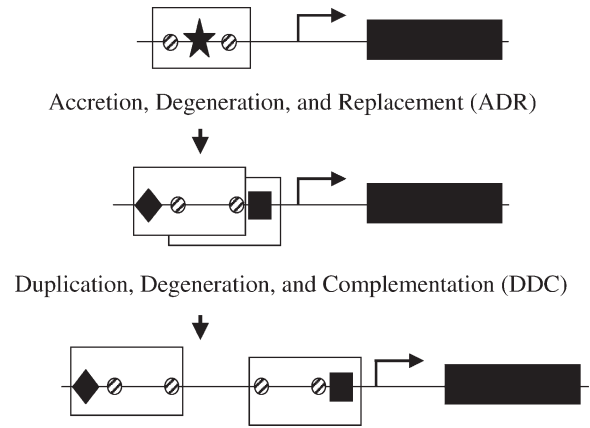 Accretion, Degeneration, and Replacement (ADR)
Duplication, Degeneration, and Complementation (DDC)